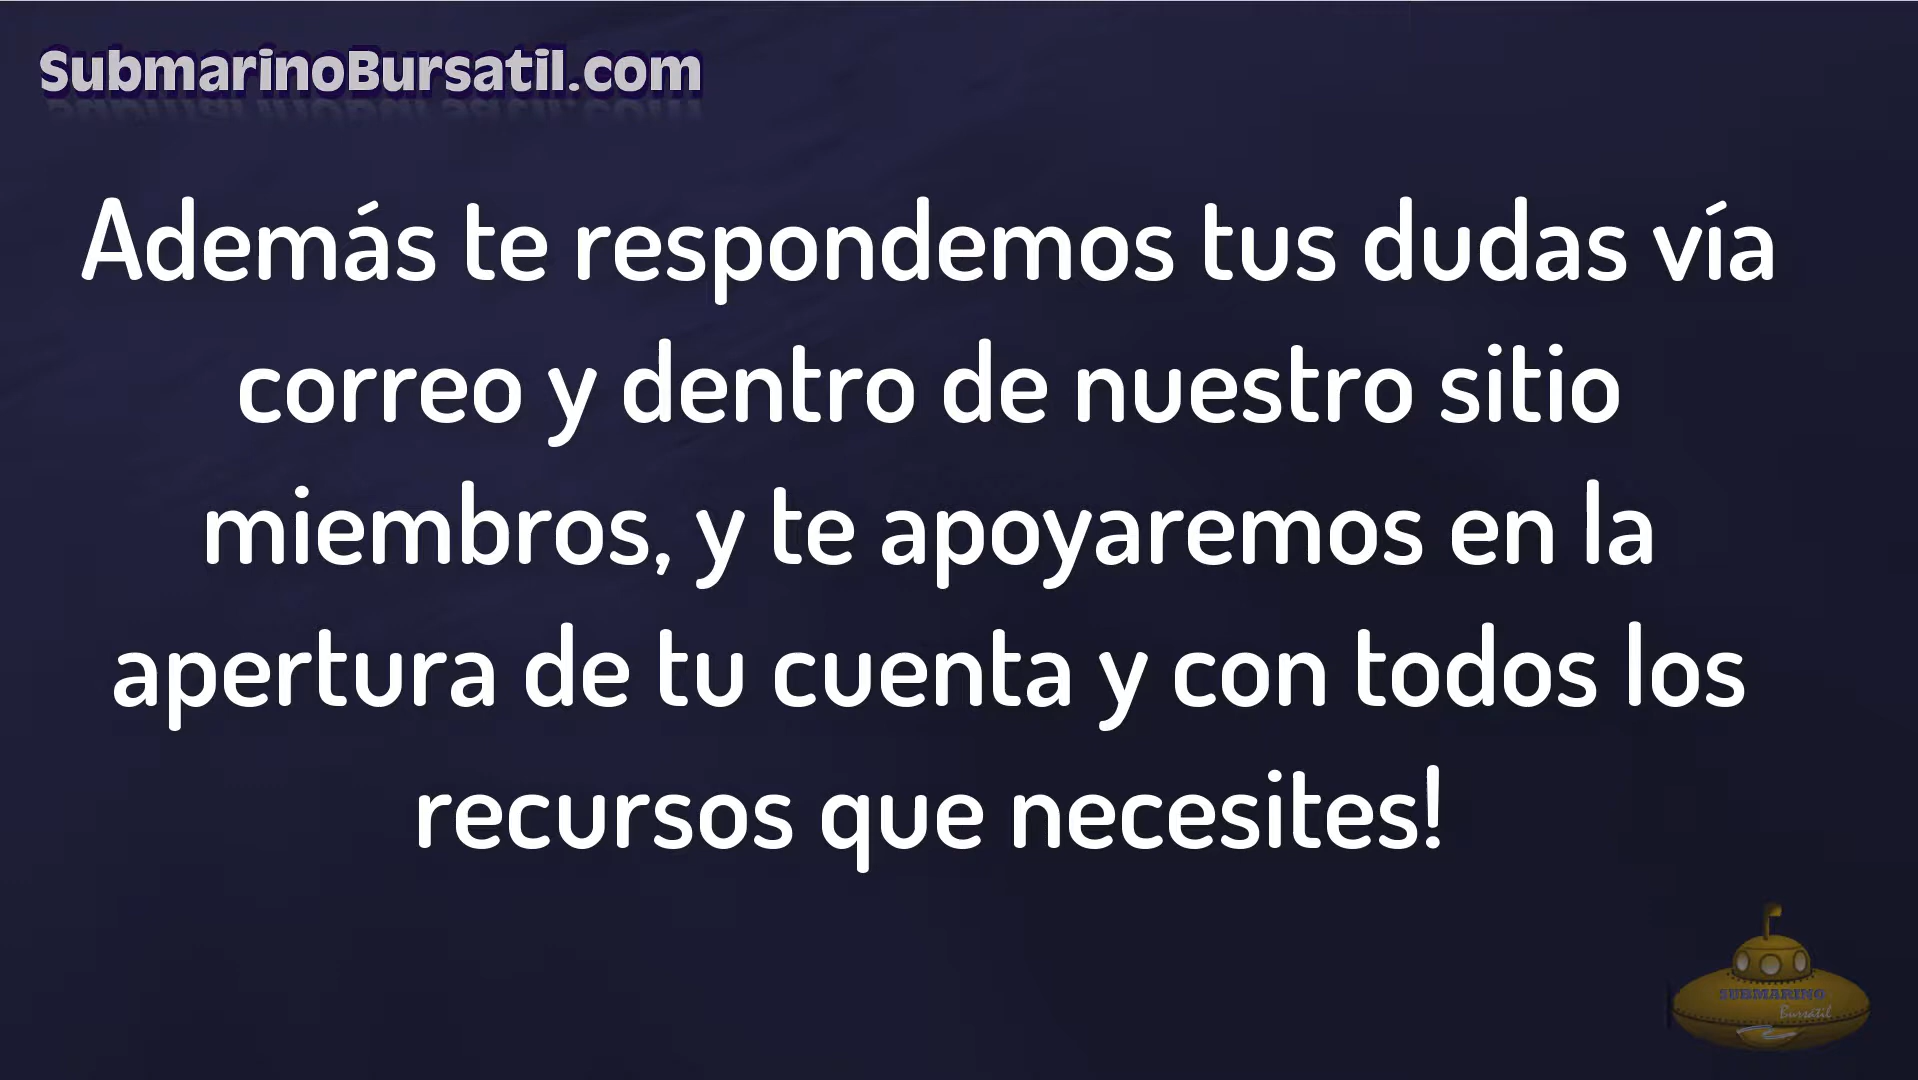 SubmarinoBursatil.com
Además te respondemos tus dudas vía
correo y dentro de nuestro sitio
miembros, y te apoyaremos en la
apertura de tu cuenta y con todos los
recursos que necesites!
SUBMARINO
Bursátil